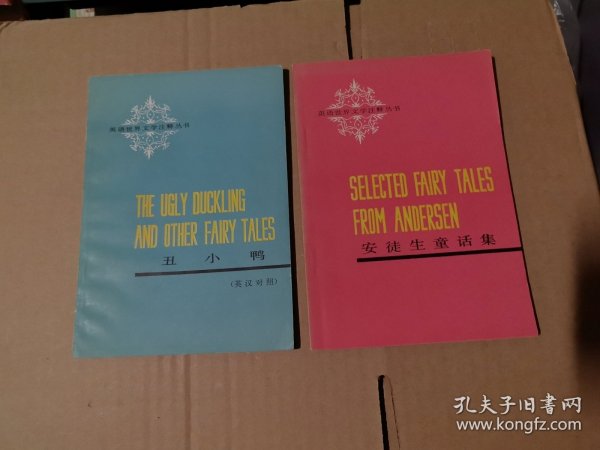 英语世界文学注释丛书
THE UGLY DUCKLING
AND OTHER FAIRY TALES
丑小鸭
(英汉对照)
英语世界文学注释丛书
SELECTED FAIRY TALES
FROM ANDERSEN
安徒生童话集
孔夫子旧书网
www.kongfz.com